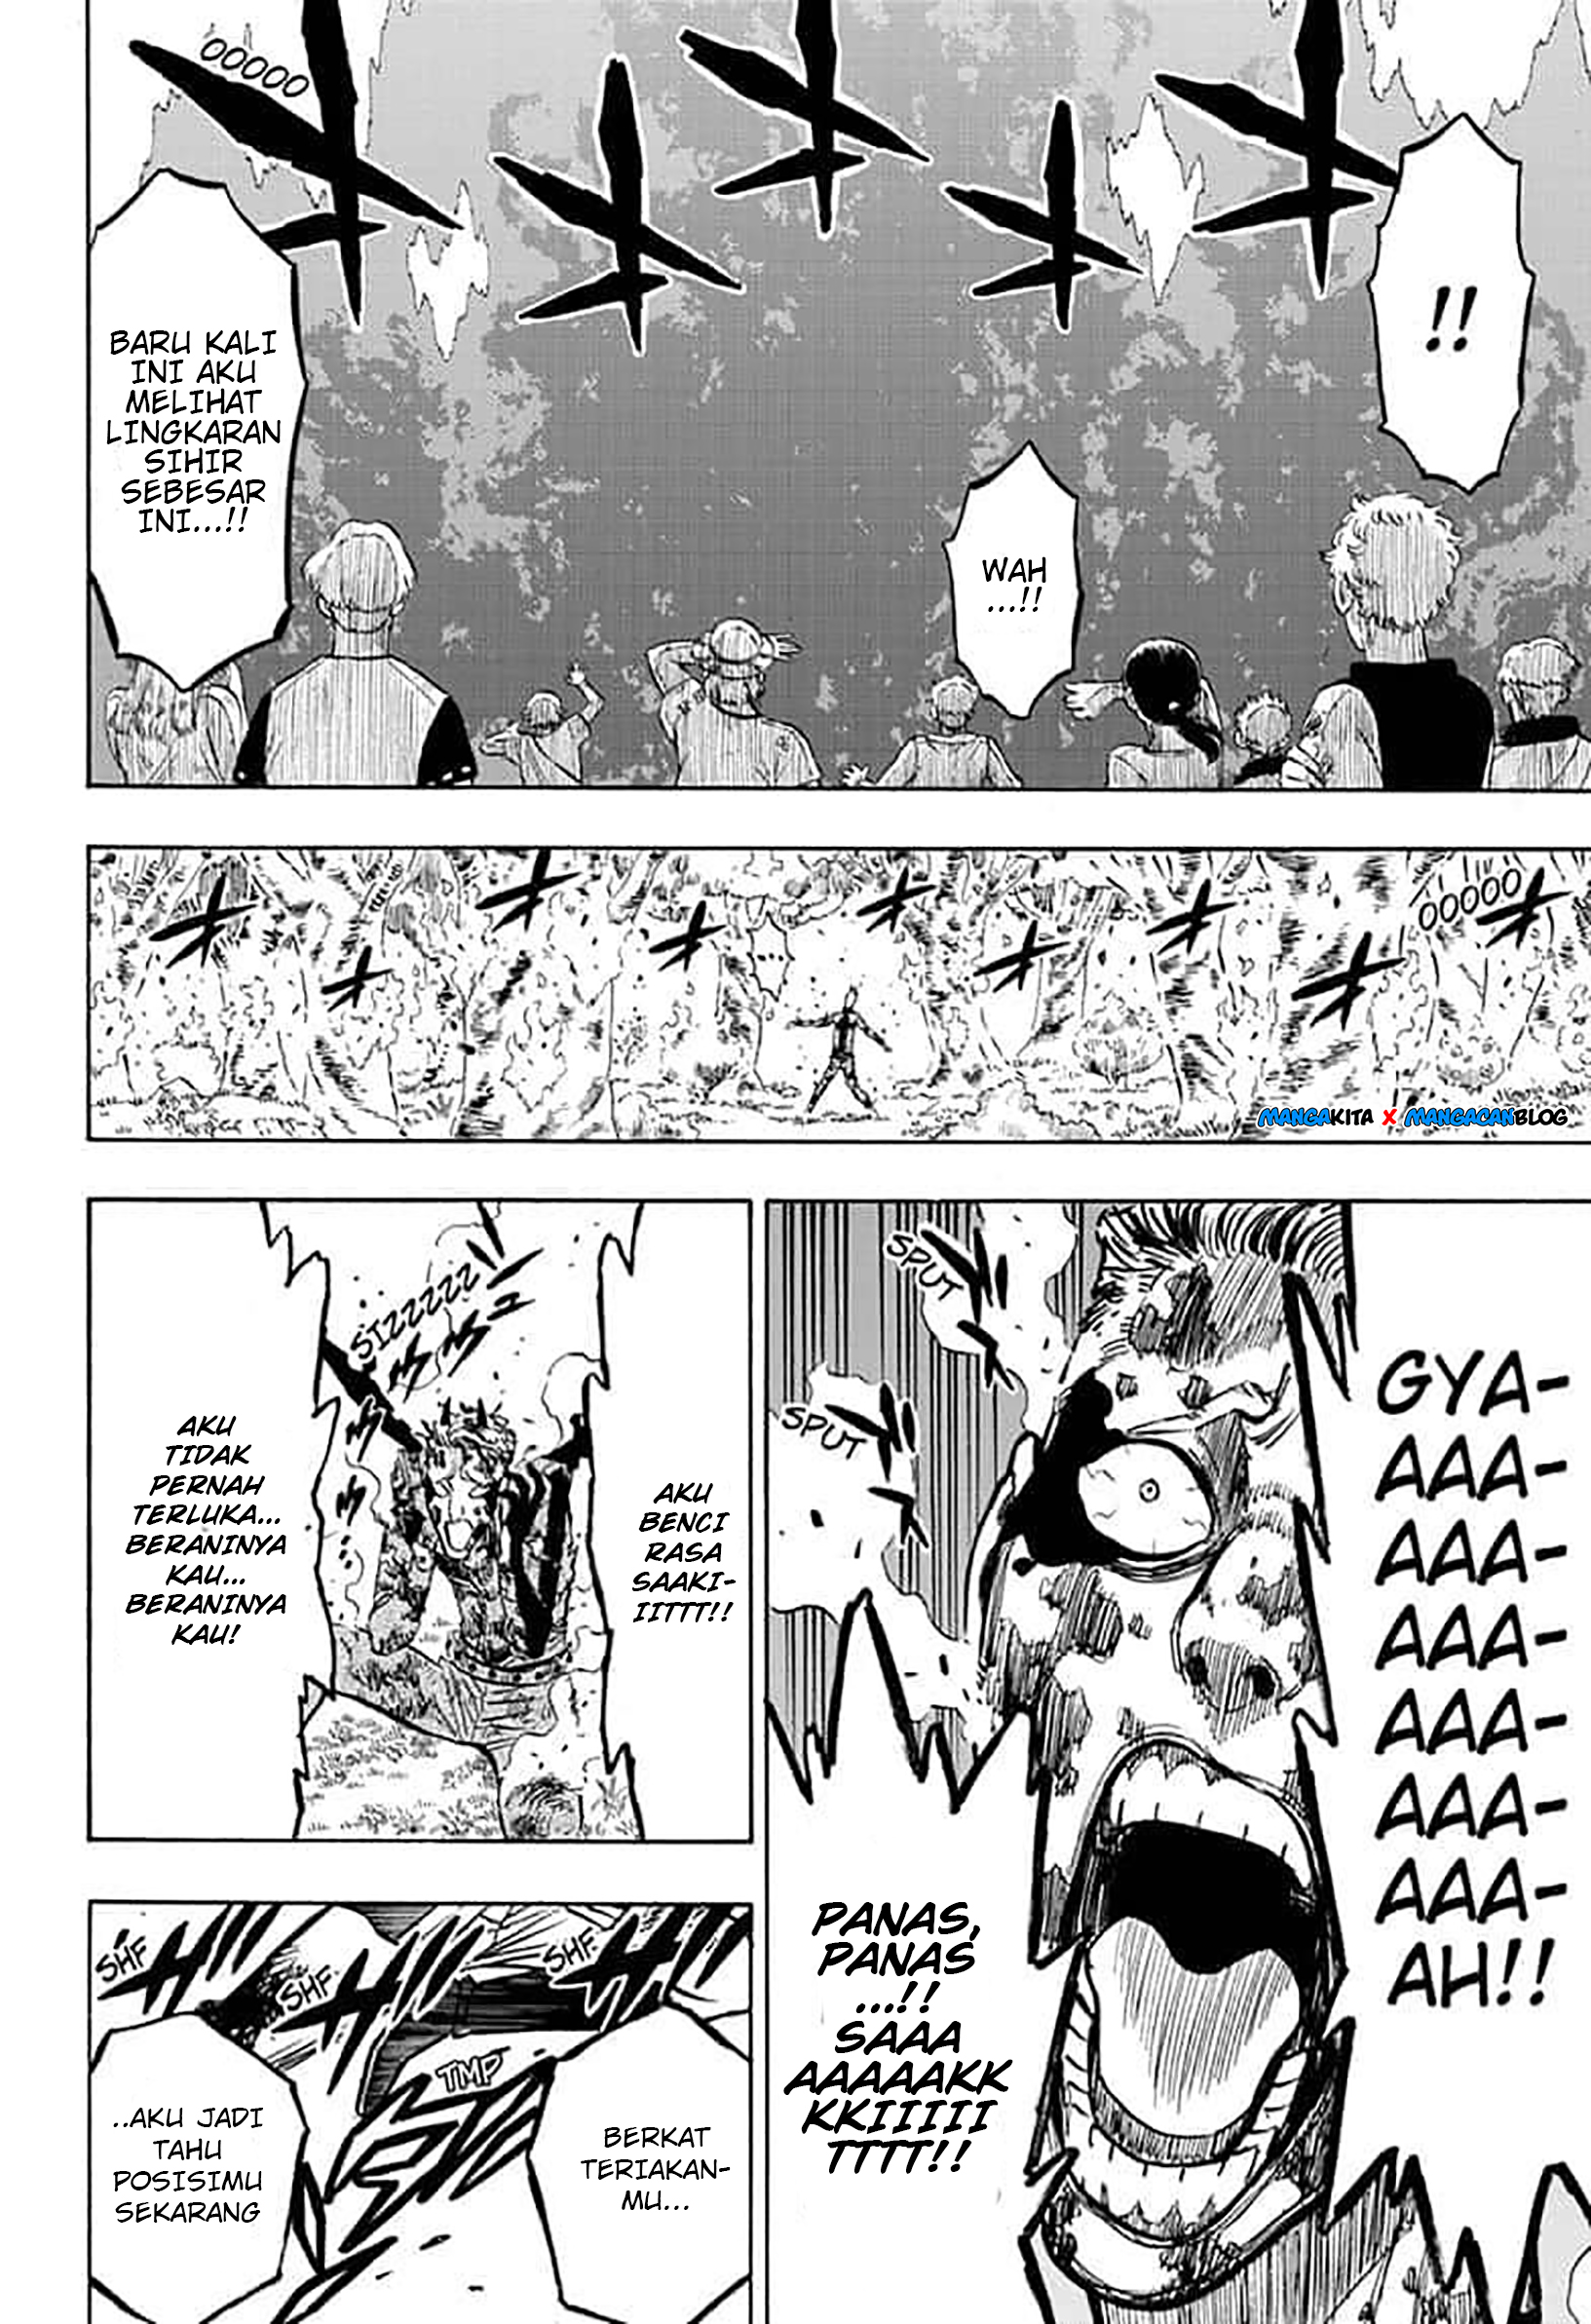 !!
WAH
...!!
OOOOO
BARU KALI
INI AKU
MELIHAT
LINGKARAN
SIHIR
SEBESAR
INI...!!
OOOOO
...
MANGAKITA X MANGACANBLOG
GYA-
AAA-
AAA-
AAA-
AAA-
AAA-
AAA-
AH!!
SPUT
SPUT
PANAS,
PANAS
...!!
SAAA
AAAAAKK
KKIIIII
TTTT!!
SIZZZZZ
AKU
BENCI
RASA
SAAKI-
IITTT!!
AKU
TIDAK
PERNAH
TERLUKA...
BERANINYA
KAU...
BERANINYA
KAU!
SHF
SHF
SHF
TMP
BERKAT
TERIAKAN-
MU...
..AKU JADI
TAHU
POSISIMU
SEKARANG